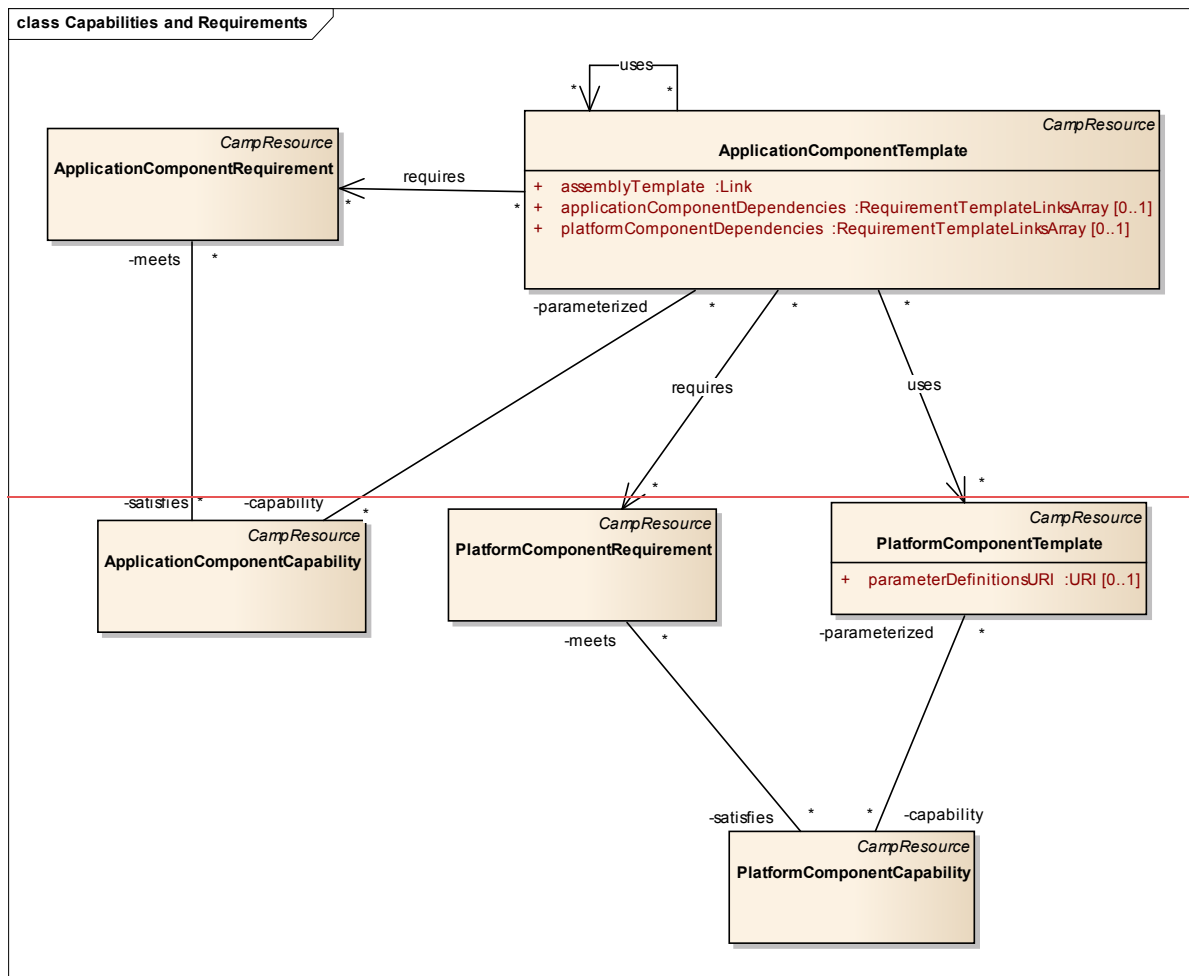 class Capabilities and Requirements
uses
* *
CampResource
ApplicationComponentTemplate
+ assemblyTemplate :Link
+ applicationComponentDependencies :RequirementTemplateLinksArray [0..1]
+ platformComponentDependencies :RequirementTemplateLinksArray [0..1]
CampResource
ApplicationComponentRequirement
requires
* *
-meets *
-parameterized * * *
requires
uses
-satisfies * -capability *
* *
CampResource
ApplicationComponentCapability
CampResource
PlatformComponentRequirement
CampResource
PlatformComponentTemplate
+ parameterDefinitionsURI :URI [0..1]
-meets *
-parameterized *
-satisfies * * -capability
CampResource
PlatformComponentCapability